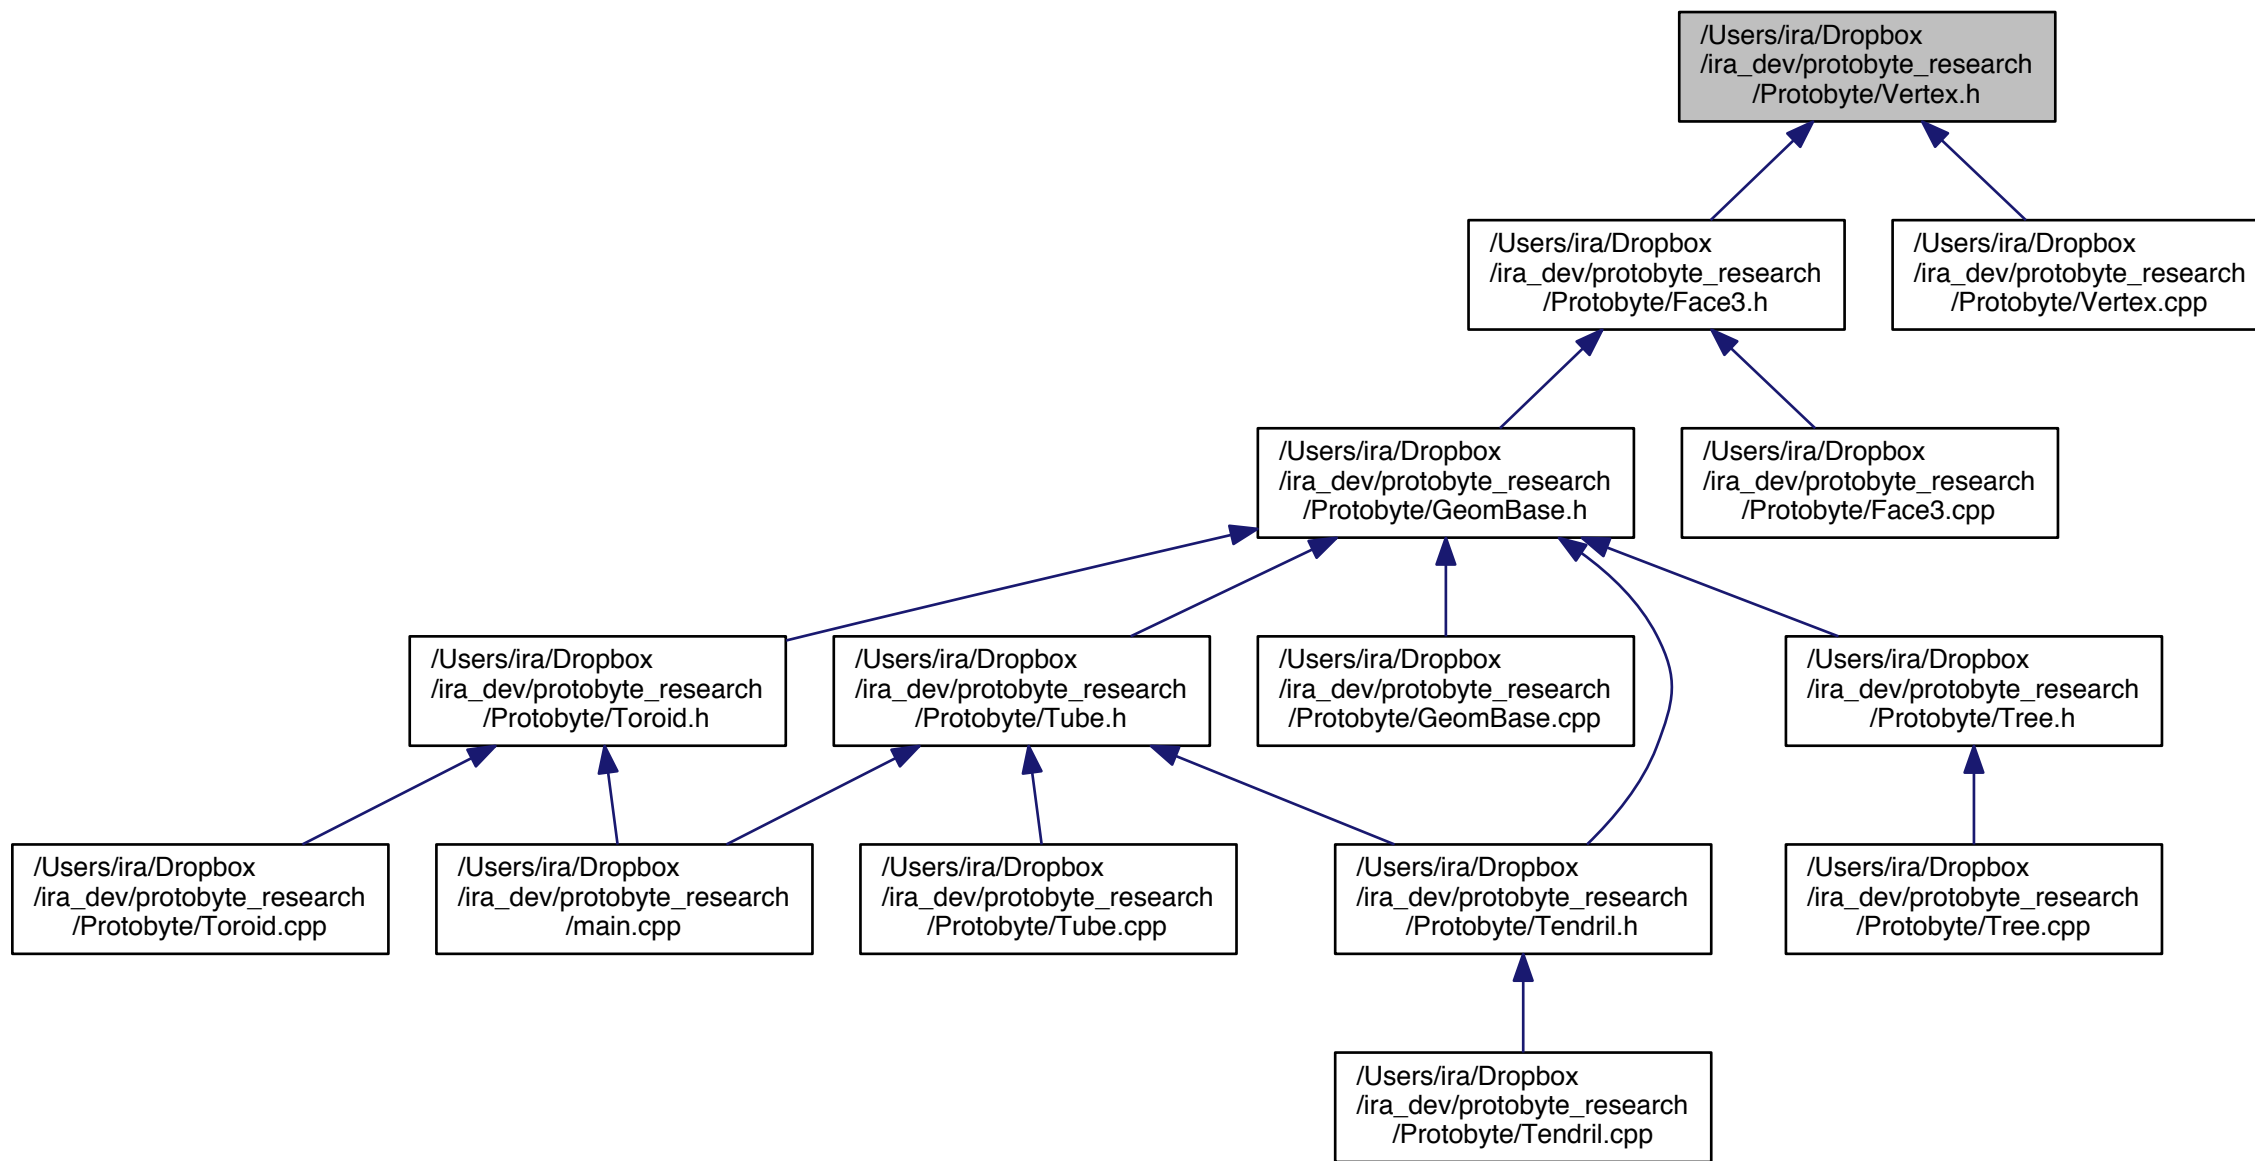 /Users/ira/Dropbox
/ira_dev/protobyte_research
/Protobyte/Vertex.h
/Users/ira/Dropbox
/ira_dev/protobyte_research
/Protobyte/Face3.h
/Users/ira/Dropbox
/ira_dev/protobyte_research
/Protobyte/Vertex.cpp
/Users/ira/Dropbox
/ira_dev/protobyte_research
/Protobyte/GeomBase.h
/Users/ira/Dropbox
/ira_dev/protobyte_research
/Protobyte/Face3.cpp
/Users/ira/Dropbox
/ira_dev/protobyte_research
/Protobyte/Toroid.h
/Users/ira/Dropbox
/ira_dev/protobyte_research
/Protobyte/Tube.h
/Users/ira/Dropbox
/ira_dev/protobyte_research
/Protobyte/GeomBase.cpp
/Users/ira/Dropbox
/ira_dev/protobyte_research
/Protobyte/Tree.h
/Users/ira/Dropbox
/ira_dev/protobyte_research
/Protobyte/Toroid.cpp
/Users/ira/Dropbox
/ira_dev/protobyte_research
/main.cpp
/Users/ira/Dropbox
/ira_dev/protobyte_research
/Protobyte/Tube.cpp
/Users/ira/Dropbox
/ira_dev/protobyte_research
/Protobyte/Tendril.h
/Users/ira/Dropbox
/ira_dev/protobyte_research
/Protobyte/Tree.cpp
/Users/ira/Dropbox
/ira_dev/protobyte_research
/Protobyte/Tendril.cpp